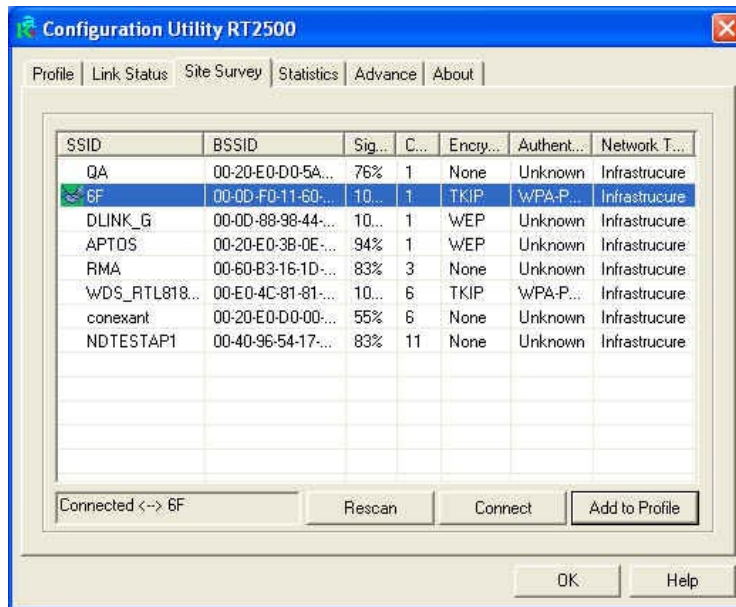 Configuration Utility RT2500
Profile Link Status Site Survey Statistics Advance About
SSID BSSID Sig... C... Encry... Authent... Network T...
QA 00-20-E0-D0-5A... 76% 1 None Unknown Infrastrucure
6F 00-0D-F0-11-60-... 10... 1 TKIP WPA-P... Infrastrucure
DLINK_G 00-0D-88-98-44-... 10... 1 WEP Unknown Infrastrucure
APTOS 00-20-E0-3B-0E-... 94% 1 WEP Unknown Infrastrucure
RMA 00-60-B3-16-1D-... 83% 3 None Unknown Infrastrucure
WDS_RTL818... 00-E0-4C-81-81-... 10... 6 TKIP WPA-P... Infrastrucure
conexant 00-20-E0-D0-00-... 55% 6 None Unknown Infrastrucure
NDTESTAP1 00-40-96-54-17-... 83% 11 None Unknown Infrastrucure
Connected <--> 6F Rescan Connect Add to Profile
OK Help